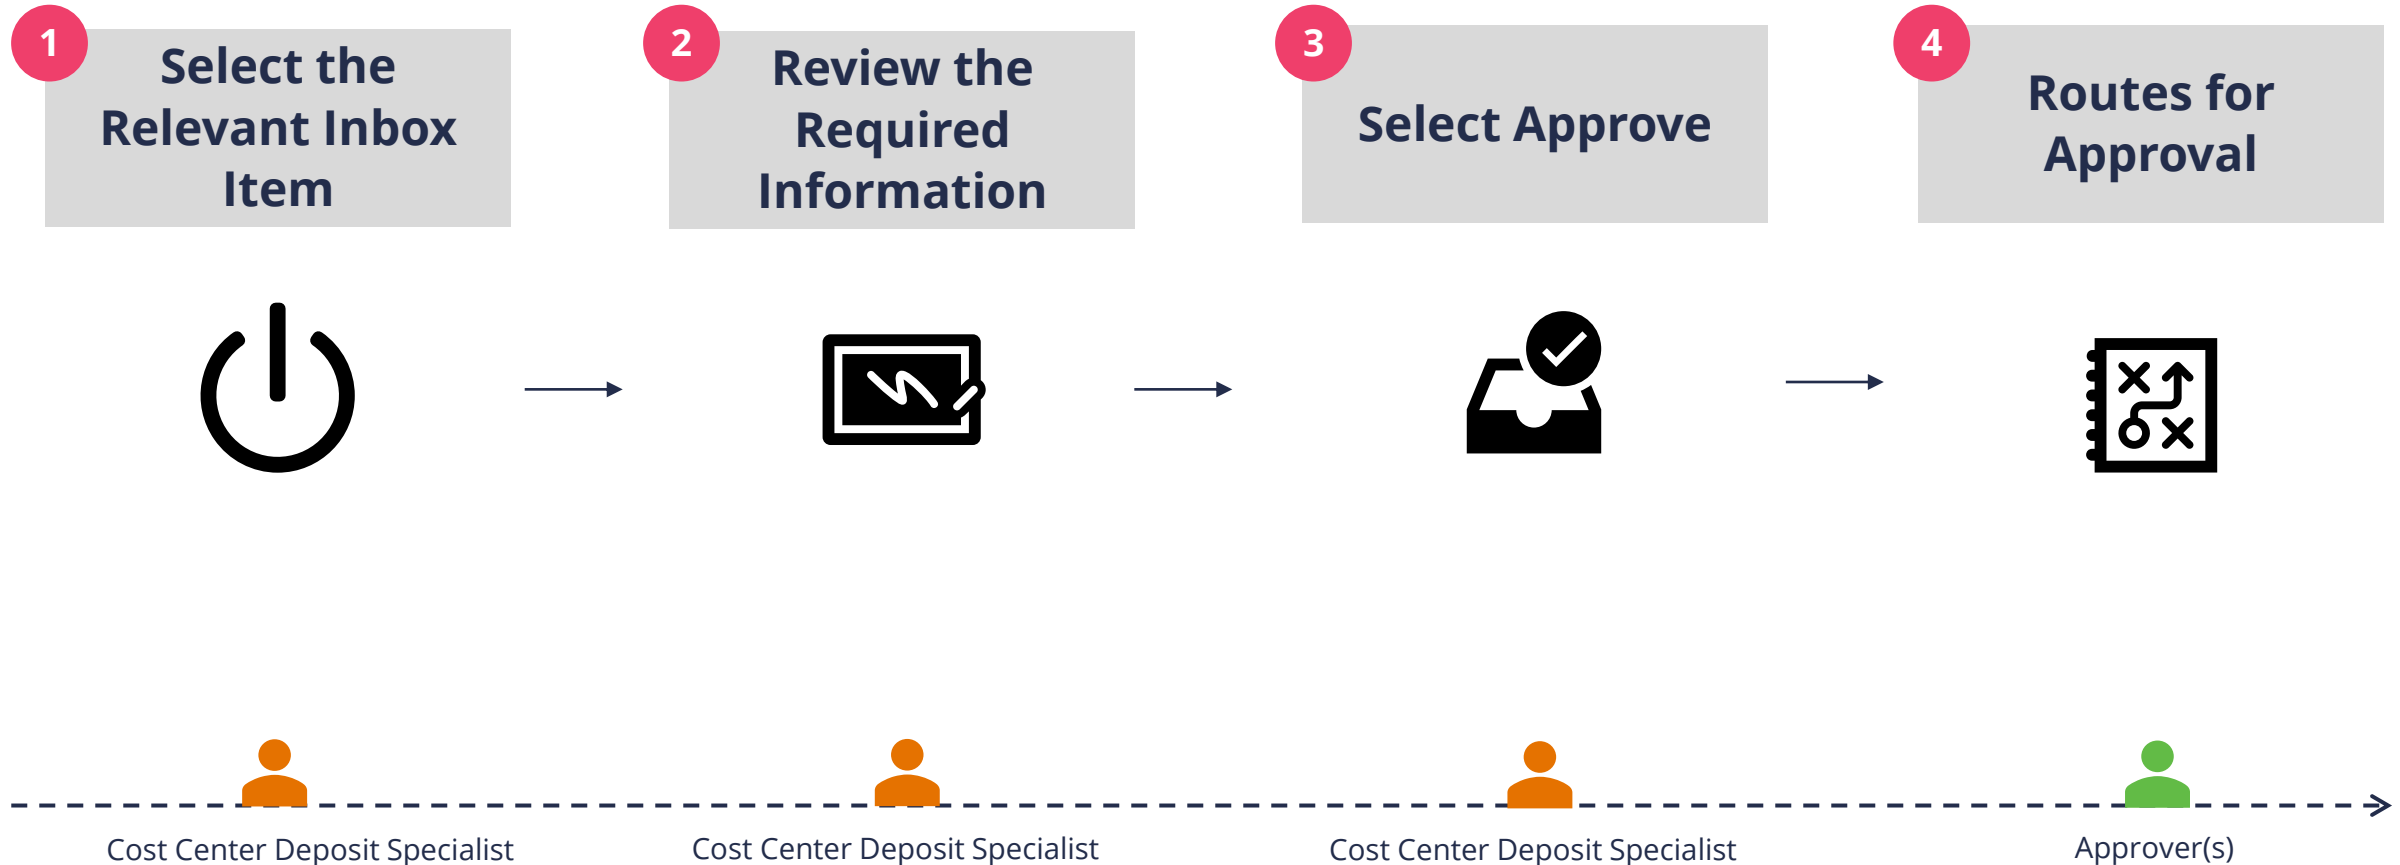 1
Select the
Relevant Inbox
Item
2
Review the
Required
Information
3
Select Approve
4
Routes for
Approval
Cost Center Deposit Specialist
Cost Center Deposit Specialist
Cost Center Deposit Specialist
Approver(s)